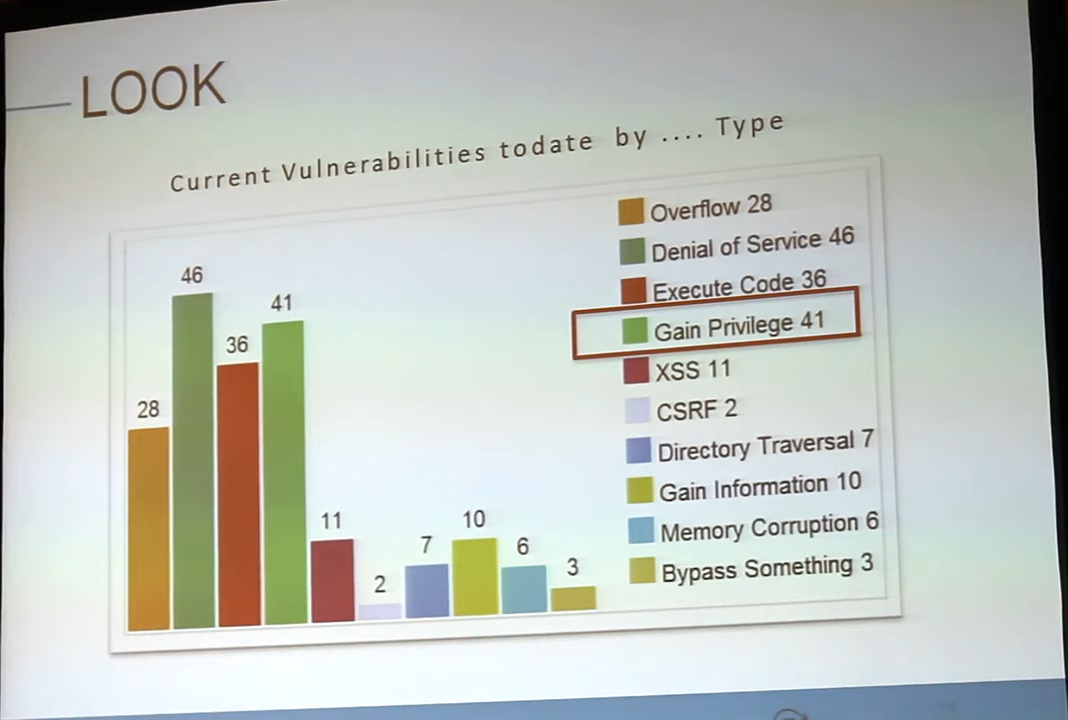 LOOK
Current Vulnerabilities todate by .... Type
46
41
36
28
11
2
7
10
6
3
Overflow 28
Denial of Service 46
Execute Code 36
Gain Privilege 41
XSS 11
CSRF 2
Directory Traversal 7
Gain Information 10
Memory Corruption 6
Bypass Something 3